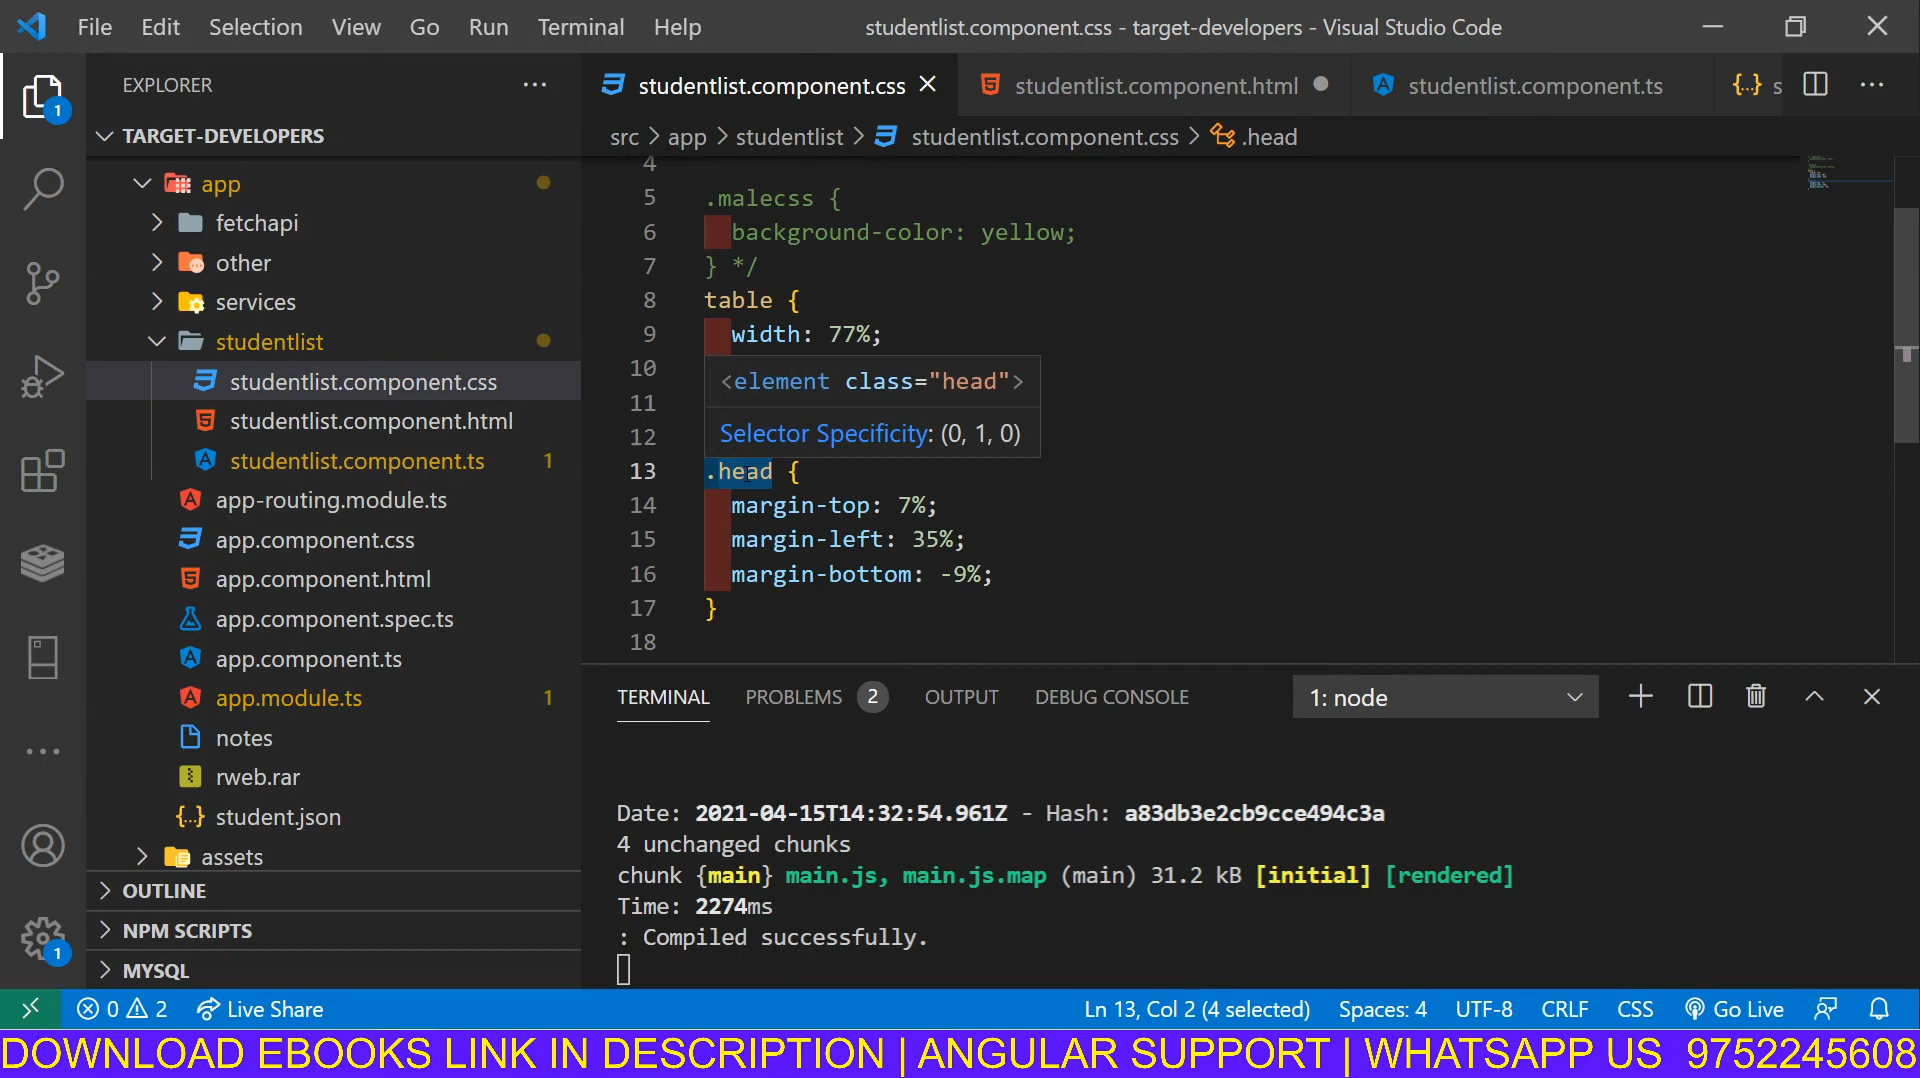 File Edit Selection View Go Run Terminal Help studentlist.component.css - target-developers - Visual Studio Code
EXPLORER
studentlist.component.css studentlist.component.html studentlist.component.ts s
1
TARGET-DEVELOPERS
src > app > studentlist > studentlist.component.css > .head
app
fetchapi
other
services
studentlist
studentlist.component.css
studentlist.component.html
studentlist.component.ts 1
app-routing.module.ts
app.component.css
app.component.html
app.component.spec.ts
app.component.ts
app.module.ts 1
notes
rweb.rar
student.json
assets
OUTLINE
NPM SCRIPTS
MYSQL
1
4
5 .malecss {
6 background-color: yellow;
7 } */
8 table {
9 width: 77%;
10
11
12
<element class="head">
Selector Specificity: (0, 1, 0)
13 .head {
14 margin-top: 7%;
15 margin-left: 35%;
16 margin-bottom: -9%;
17 }
18
TERMINAL PROBLEMS 2 OUTPUT DEBUG CONSOLE 1: node
Date: 2021-04-15T14:32:54.961Z - Hash: a83db3e2cb9cce494c3a
4 unchanged chunks
chunk {main} main.js, main.js.map (main) 31.2 kB [initial] [rendered]
Time: 2274ms
: Compiled successfully.
0 2 Live Share Ln 13, Col 2 (4 selected) Spaces: 4 UTF-8 CRLF CSS Go Live
DOWNLOAD EBOOKS LINK IN DESCRIPTION | ANGULAR SUPPORT | WHATSAPP US 9752245608